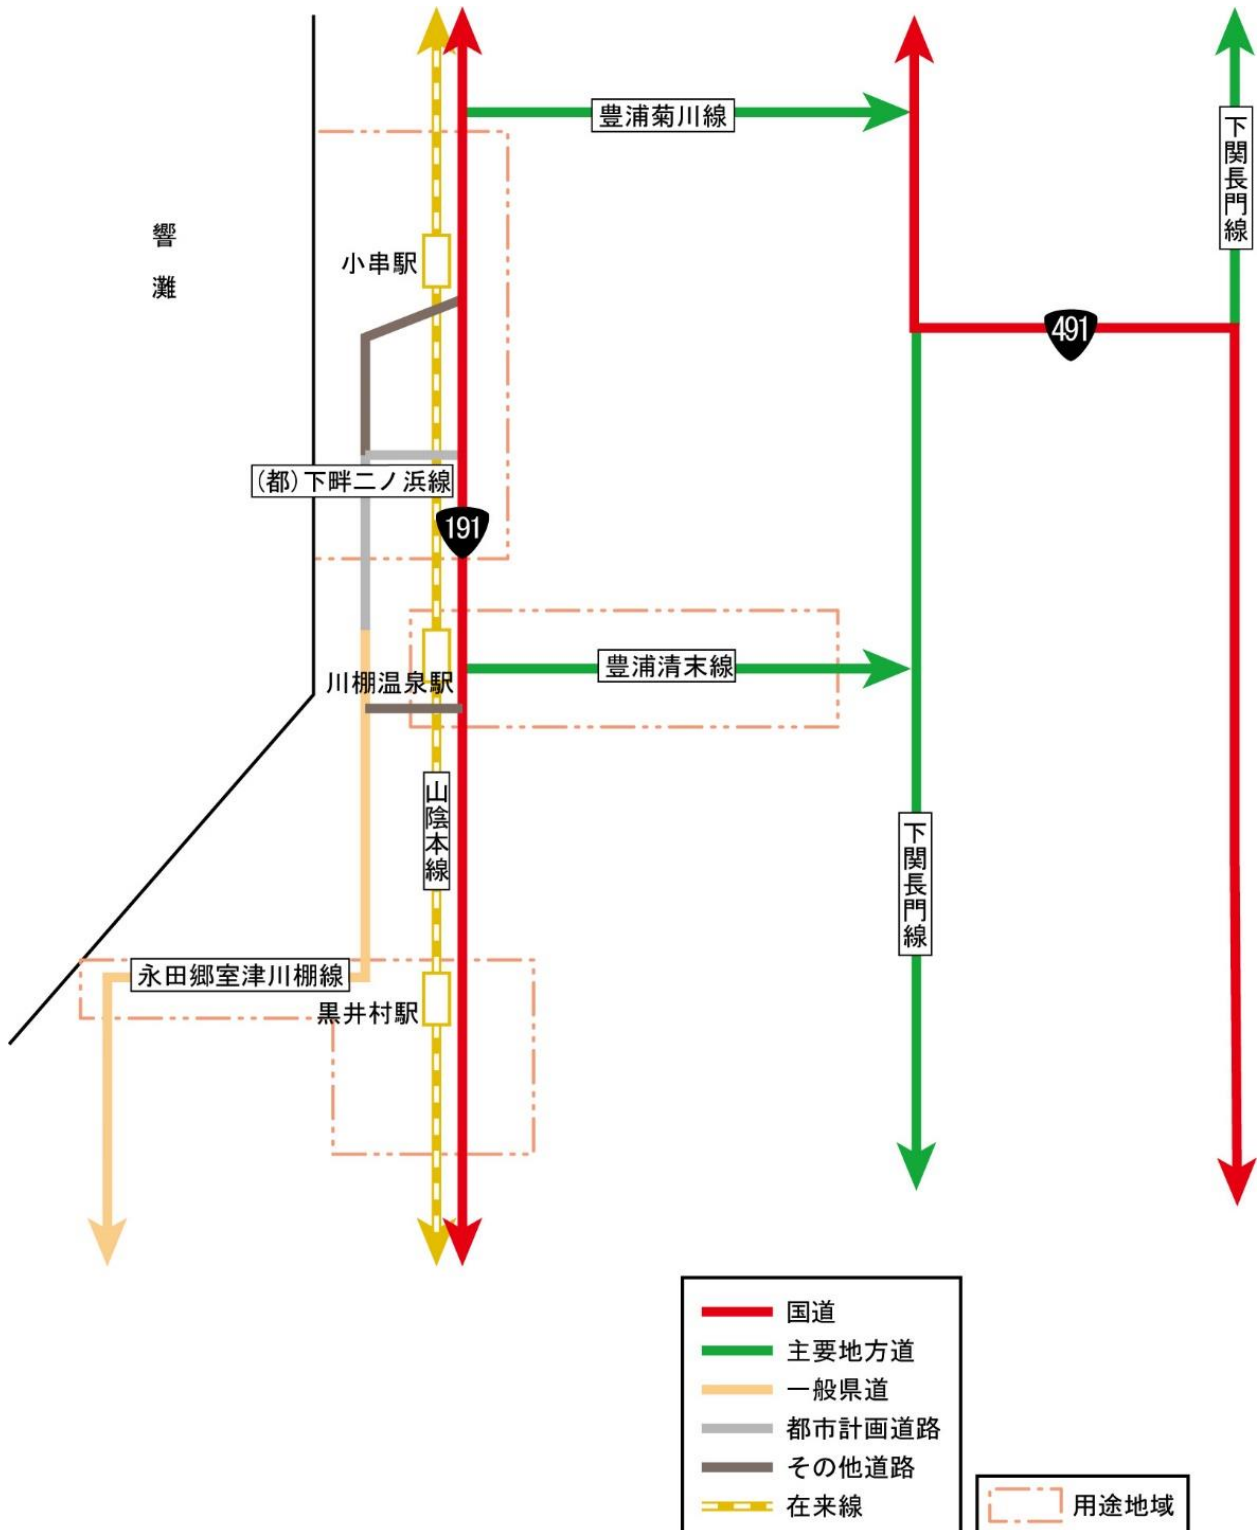 豊浦菊川線
下関長門線
響灘
小串駅
491
(都)下畔二ノ浜線
191
豊浦清末線
川棚温泉駅
山陰本線
下関長門線
永田郷室津川棚線
黒井村駅
国道
主要地方道
一般県道
都市計画道路
その他道路
在来線
用途地域